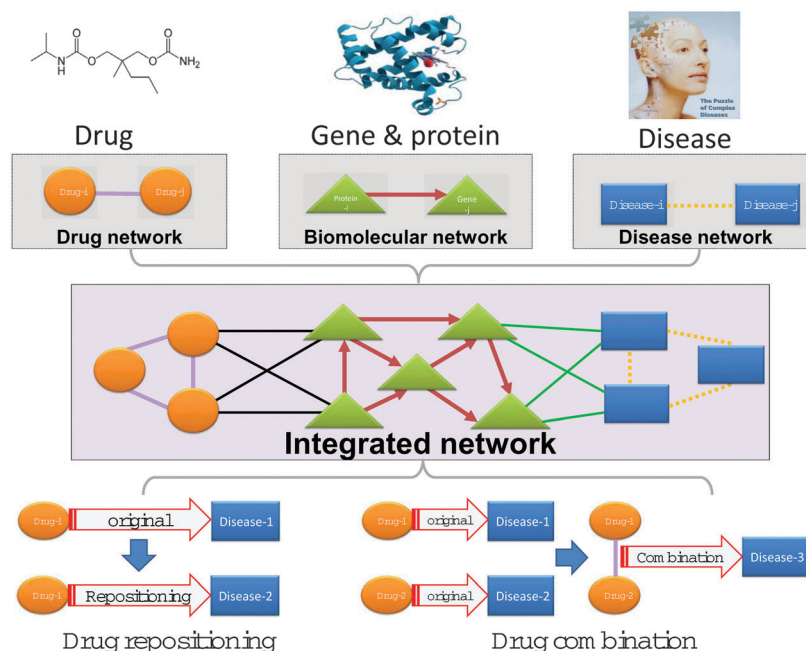 O
O
N
H
O
O
NH₂
The Puzzle
of Complex
Diseases
Drug
Gene & protein
Disease
Drug-i
Drug-j
Protein
-i
Gene
-j
Disease-i
Disease-j
Drug network
Biomolecular network
Disease network
Integrated network
Drug-1
original
Disease-1
Drug-1
Repositioning
Disease-2
Drug repositioning
Drug-1
original
Disease-1
Drug-2
original
Disease-2
Drug-1
Combination
Disease-3
Drug-2
Drug combination